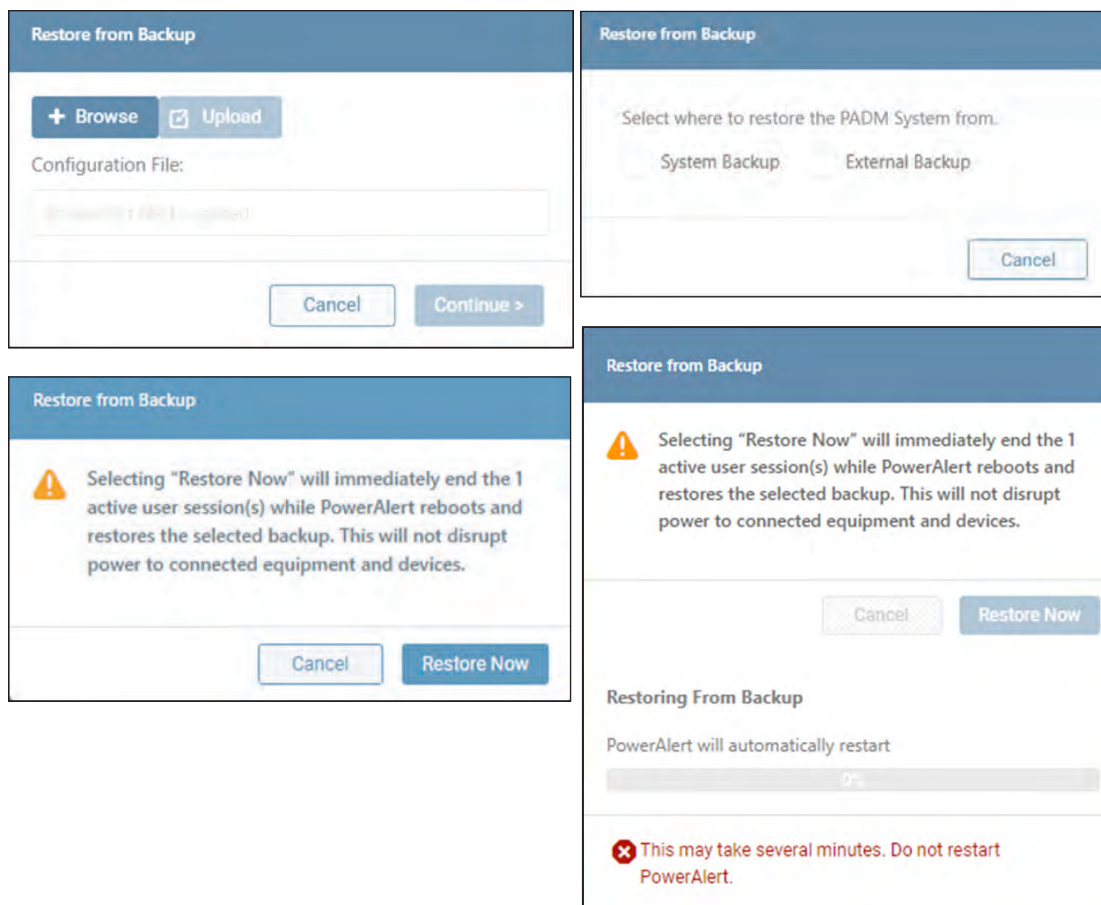 Restore from Backup
+ Browse
Upload
Configuration File:
Cancel
Continue >
Restore from Backup
Select where to restore the PADM System from.
System Backup
External Backup
Cancel
Restore from Backup
Selecting “Restore Now” will immediately end the 1
active user session(s) while PowerAlert reboots and
restores the selected backup. This will not disrupt
power to connected equipment and devices.
Cancel
Restore Now
Restore from Backup
Selecting “Restore Now” will immediately end the 1
active user session(s) while PowerAlert reboots and
restores the selected backup. This will not disrupt
power to connected equipment and devices.
Cancel
Restore Now
Restoring From Backup
PowerAlert will automatically restart
0%
This may take several minutes. Do not restart
PowerAlert.